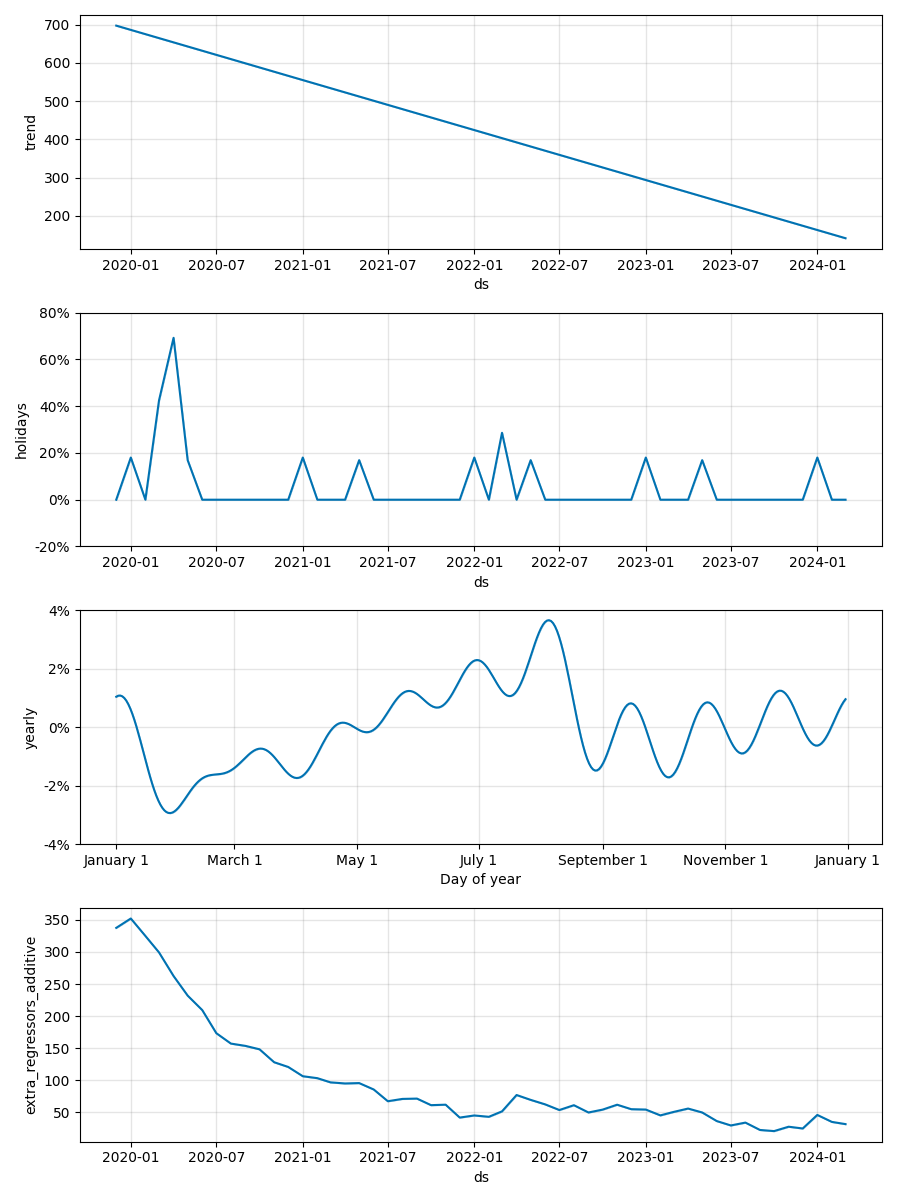 700
600
500
400
300
200
trend
2020-01 2020-07 2021-01 2021-07 2022-01 2022-07 2023-01 2023-07 2024-01
ds
80%
60%
40%
20%
0%
-20%
holidays
2020-01 2020-07 2021-01 2021-07 2022-01 2022-07 2023-01 2023-07 2024-01
ds
4%
2%
0%
-2%
-4%
yearly
January 1 March 1 May 1 July 1 September 1 November 1 January 1
Day of year
350
300
250
200
150
100
50
extra_regressors_additive
2020-01 2020-07 2021-01 2021-07 2022-01 2022-07 2023-01 2023-07 2024-01
ds